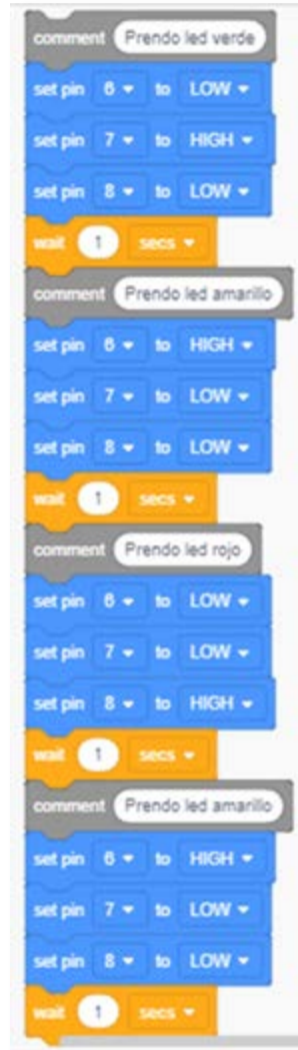 comment Prendo led verde
set pin 6 to LOW
set pin 7 to HIGH
set pin 8 to LOW
wait 1 secs
comment Prendo led amarillo
set pin 6 to HIGH
set pin 7 to LOW
set pin 8 to LOW
wait 1 secs
comment Prendo led rojo
set pin 6 to LOW
set pin 7 to LOW
set pin 8 to HIGH
wait 1 secs
comment Prendo led amarillo
set pin 6 to HIGH
set pin 7 to LOW
set pin 8 to LOW
wait 1 secs